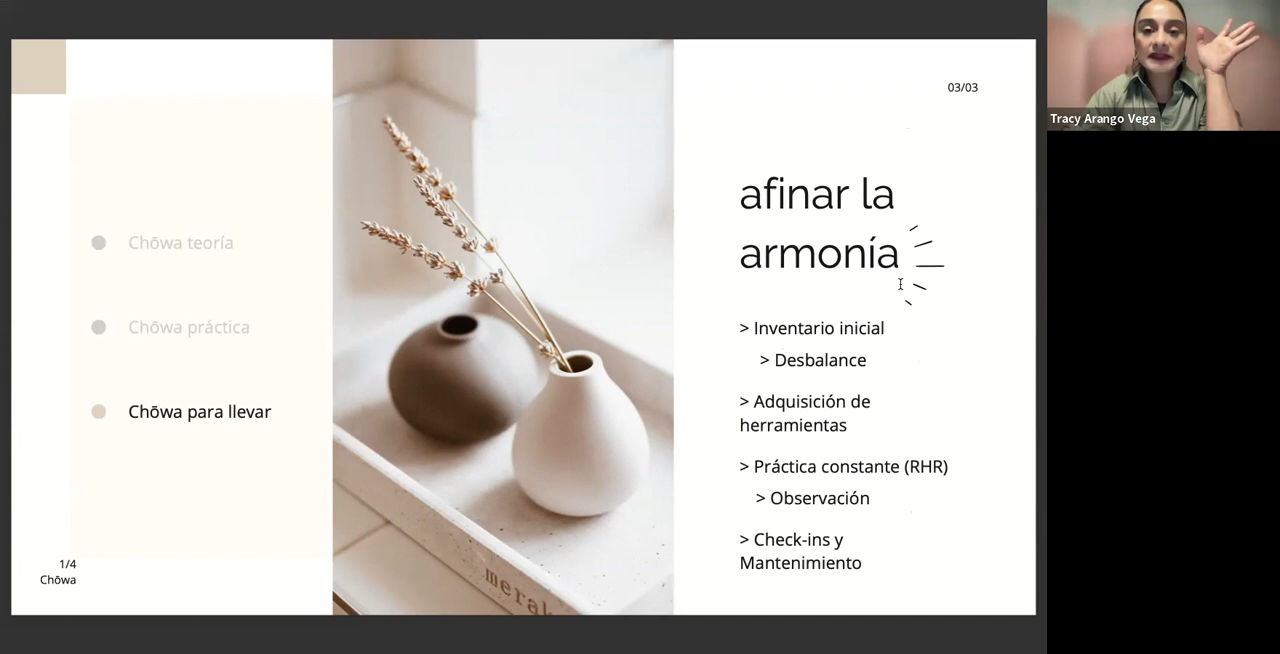 Chōwa teoría
Chōwa práctica
Chōwa para llevar
1/4
Chōwa
merak
03/03
afinar la
armonía
> Inventario inicial
> Desbalance
> Adquisición de
herramientas
> Práctica constante (RHR)
> Observación
> Check-ins y
Mantenimiento
Tracy Arango Vega